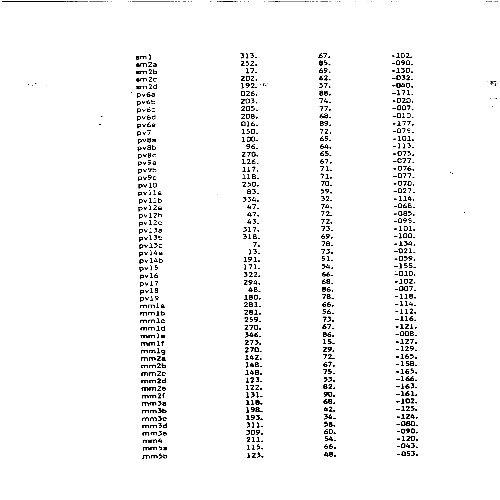 sm1 313. 67. -102.
sm2a 252. 85. -090.
sm2b 17. 69. -130.
sm2c 202. 62. -032.
sm2d 192. 57. -040.
pv6a 026. 88. -171.
pv6b 203. 74. -020.
pv6c 205. 77. -007.
pv6d 208. 68. -013.
pv6e 016. 89. -177.
pv7 150. 72. -075.
pv8a 100. 65. -101.
pv8b 96. 64. -113.
pv8c 270. 65. -075.
pv9a 126. 67. -077.
pv9b 117. 71. -076.
pv9c 118. 71. -077.
pv10 250. 70. -070.
pv11a 83. 59. -027.
pv11b 334. 32. -114.
pv12a 47. 74. -068.
pv12b 47. 72. -085.
pv12c 43. 72. -095.
pv13a 317. 73. -101.
pv13b 318. 69. -100.
pv13c 7. 78. -134.
pv14a 13. 73. -021.
pv14b 191. 51. -059.
pv15 171. 54. -155.
pv16 322. 66. -010.
pv17 294. 68. -102.
pv18 48. 86. -007.
pv19 180. 78. -118.
mm1a 283. 66. -114.
mm1b 281. 56. -112.
mm1c 259. 73. -116.
mm1d 270. 67. -121.
mm1e 346. 86. -008.
mm1f 273. 15. -127.
mm1g 270. 29. -129.
mm2a 142. 72. -165.
mm2b 148. 67. -158.
mm2c 148. 75. -165.
mm2d 123. 53. -166.
mm2e 122. 82. -163.
mm2f 131. 90. -161.
mm3a 118. 68. -102.
mm3b 198. 42. -125.
mm3c 193. 34. -124.
mm3d 311. 58. -080.
mm3e 309. 60. -090.
mm4 211. 54. -120.
mm5a 115. 66. -043.
mm5b 123. 48. -053.